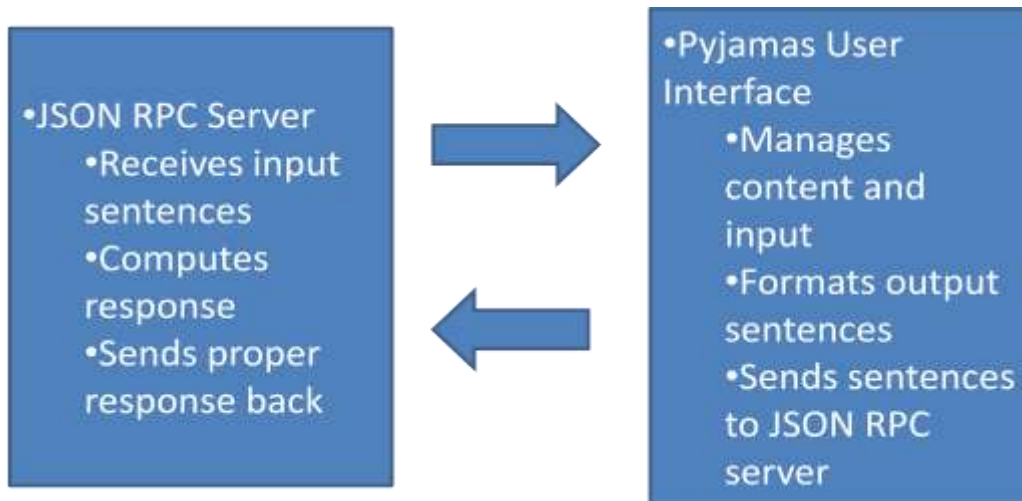 •JSON RPC Server
•Receives input
sentences
•Computes
response
•Sends proper
response back
•Pyjamas User
Interface
•Manages
content and
input
•Formats output
sentences
•Sends sentences
to JSON RPC
server